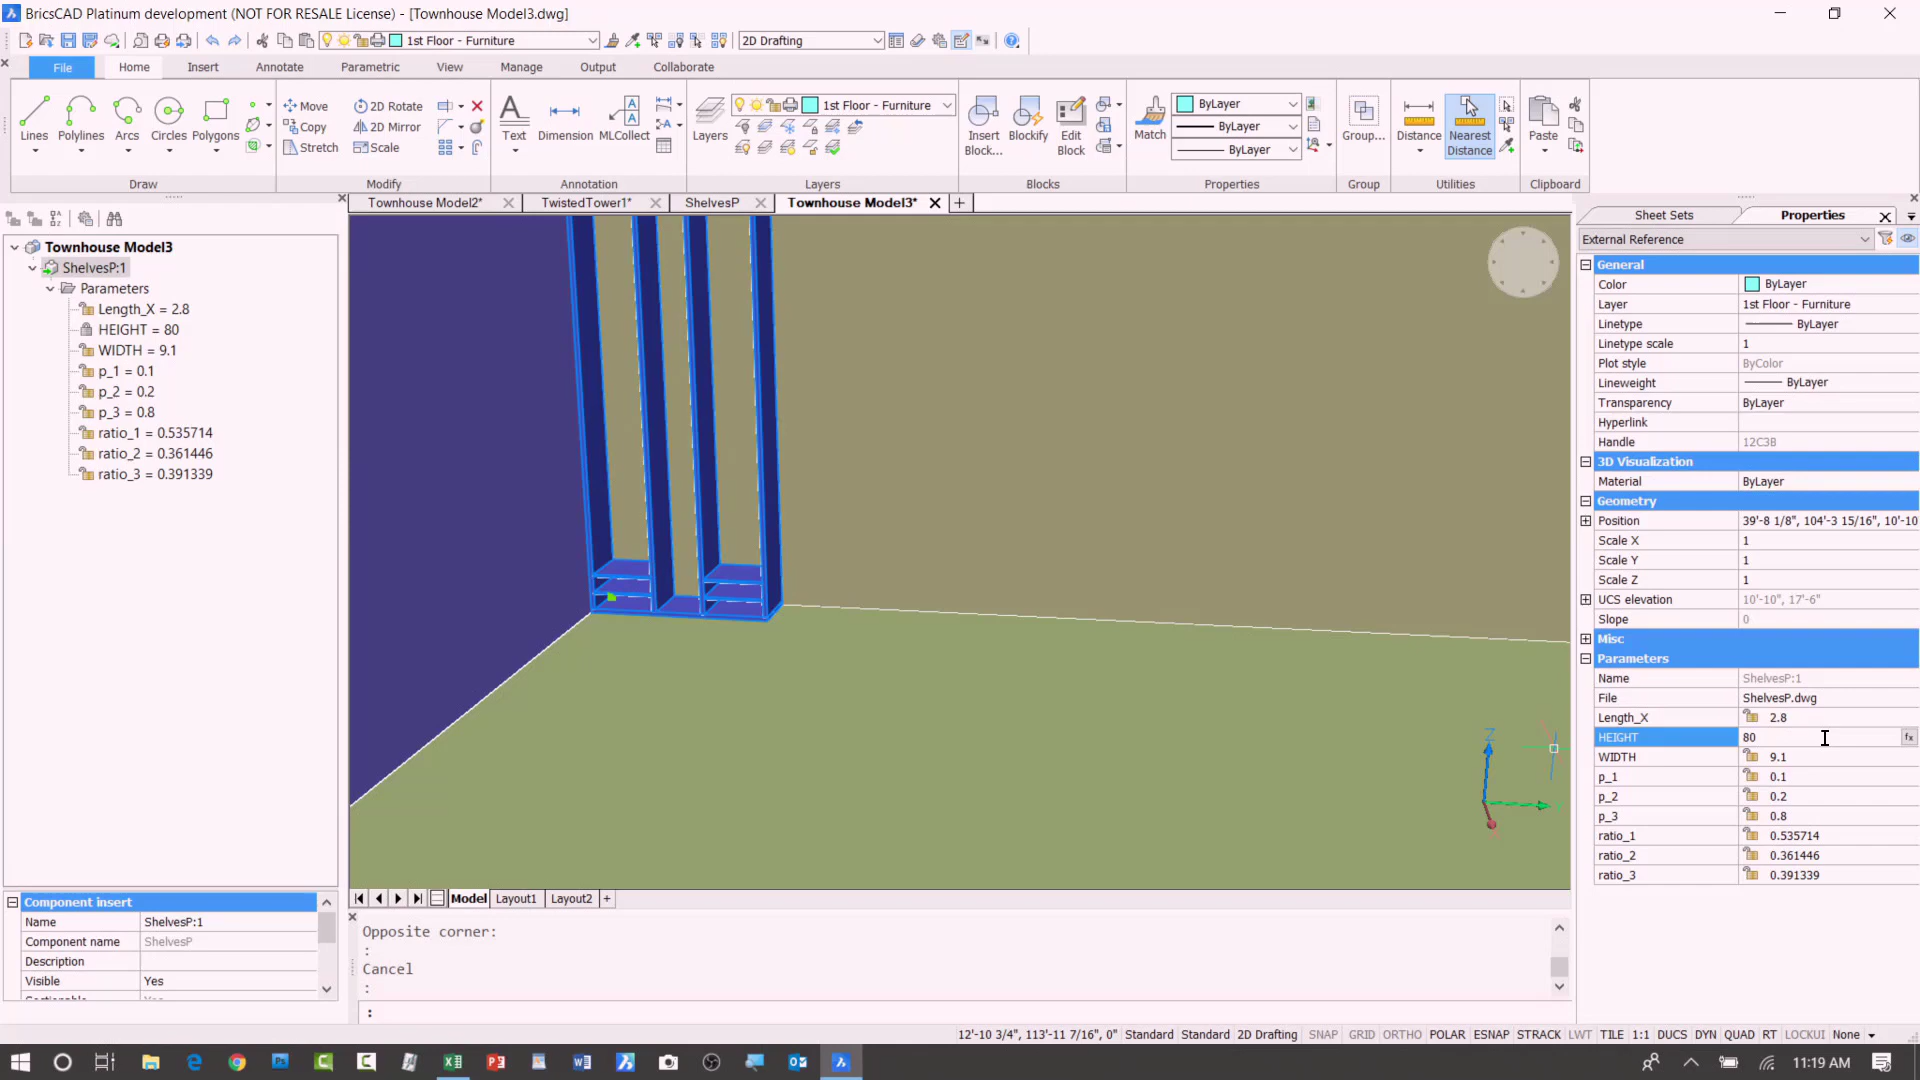 BricsCAD Platinum development (NOT FOR RESALE License) - [Townhouse Model3.dwg]
1st Floor - Furniture
2D Drafting
File
Home
Insert
Annotate
Parametric
View
Manage
Output
Collaborate
Lines
Polylines
Arcs
Circles
Polygons
Draw
Move
Copy
Stretch
2D Rotate
2D Mirror
Scale
Modify
Text
Dimension
MLCollect
Annotation
Layers
1st Floor - Furniture
Layers
Insert
Block...
Blockify
Edit
Block
Blocks
Match
ByLayer
ByLayer
ByLayer
Properties
Group...
Group
Distance
Nearest
Distance
Utilities
Paste
Clipboard
Townhouse Model2*
TwistedTower1*
ShelvesP
Townhouse Model3*
Townhouse Model3
ShelvesP:1
Parameters
Length_X = 2.8
HEIGHT = 80
WIDTH = 9.1
p_1 = 0.1
p_2 = 0.2
p_3 = 0.8
ratio_1 = 0.535714
ratio_2 = 0.361446
ratio_3 = 0.391339
Component insert
Name ShelvesP:1
Component name ShelvesP
Description
Visible Yes
Z
Model
Layout1
Layout2
Opposite corner:
:
Cancel
:
:
Sheet Sets
Properties
External Reference
General
Color ByLayer
Layer 1st Floor - Furniture
Linetype ByLayer
Linetype scale 1
Plot style ByColor
Lineweight ByLayer
Transparency ByLayer
Hyperlink
Handle 12C3B
3D Visualization
Material ByLayer
Geometry
Position 39'-8 1/8", 104'-3 15/16", 10'-10
Scale X 1
Scale Y 1
Scale Z 1
UCS elevation 10'-10", 17'-6"
Slope 0
Misc
Parameters
Name ShelvesP:1
File ShelvesP.dwg
Length_X 2.8
HEIGHT 80 fx
WIDTH 9.1
p_1 0.1
p_2 0.2
p_3 0.8
ratio_1 0.535714
ratio_2 0.361446
ratio_3 0.391339
12'-10 3/4", 113'-11 7/16", 0" Standard Standard 2D Drafting SNAP GRID ORTHO POLAR ESNAP STRACK LWT TILE 1:1 DUCS DYN QUAD RT LOCKUI None
11:19 AM